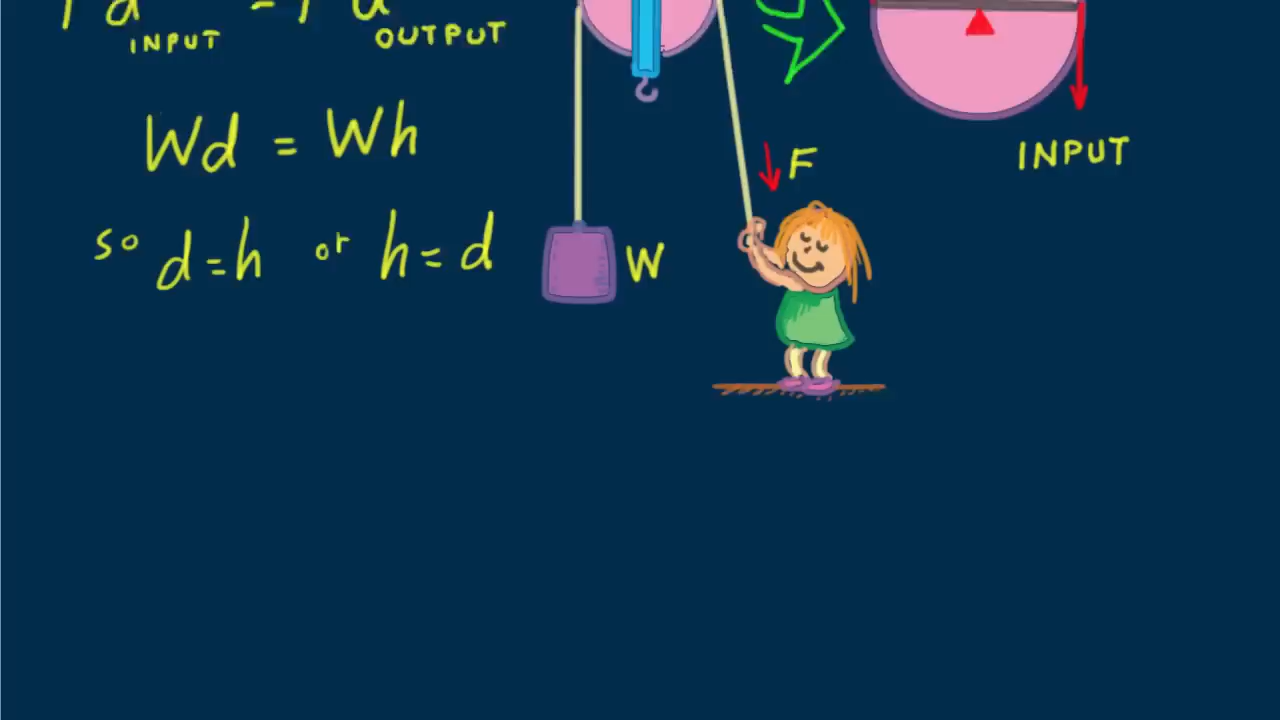 d INPUT = d OUTPUT
Wd = Wh
so d = h or h = d
W
F
INPUT